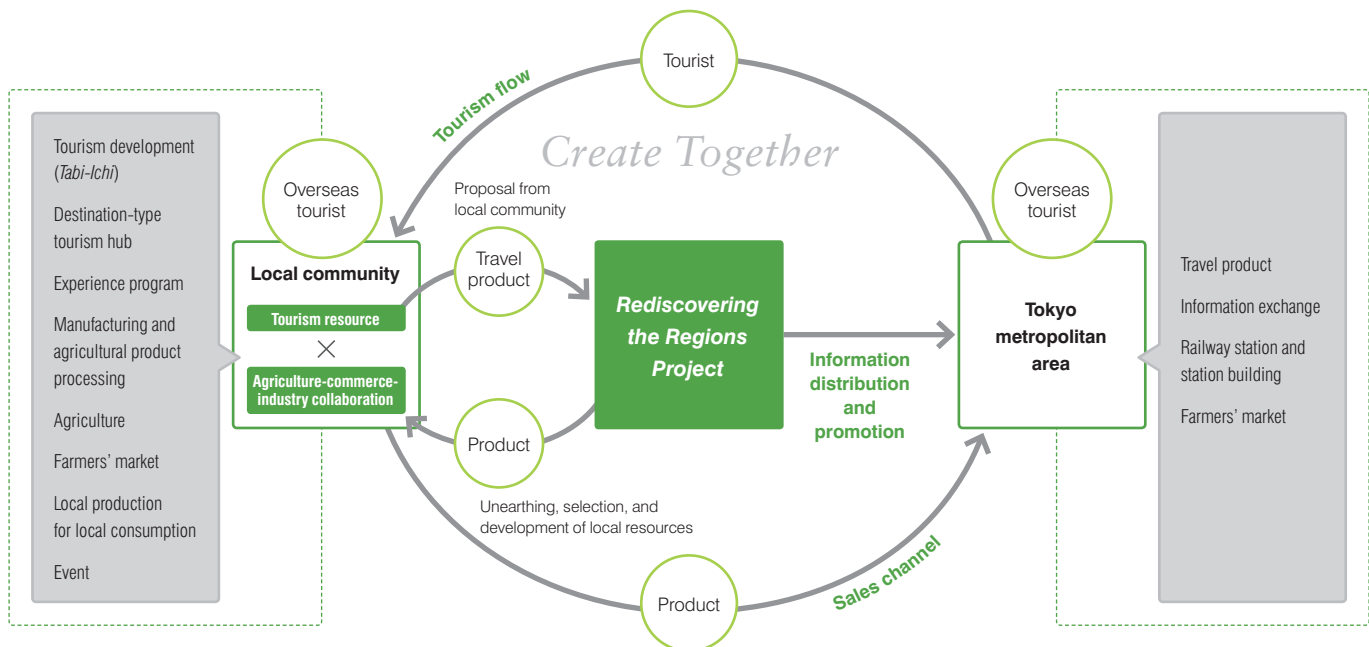 Tourist
Tourism flow
Create Together
Tourism development
(Tabi-Ichi)
Destination-type
tourism hub
Experience program
Manufacturing and
agricultural product
processing
Agriculture
Farmers’ market
Local production
for local consumption
Event
Overseas
tourist
Local community
Tourism resource
×
Agriculture-commerce-
industry collaboration
Proposal from
local community
Travel
product
Product
Unearthing, selection, and
development of local resources
Rediscovering
the Regions
Project
Information
distribution
and
promotion
Overseas
tourist
Tokyo
metropolitan
area
Travel product
Information exchange
Railway station and
station building
Farmers’ market
Product
Sales channel